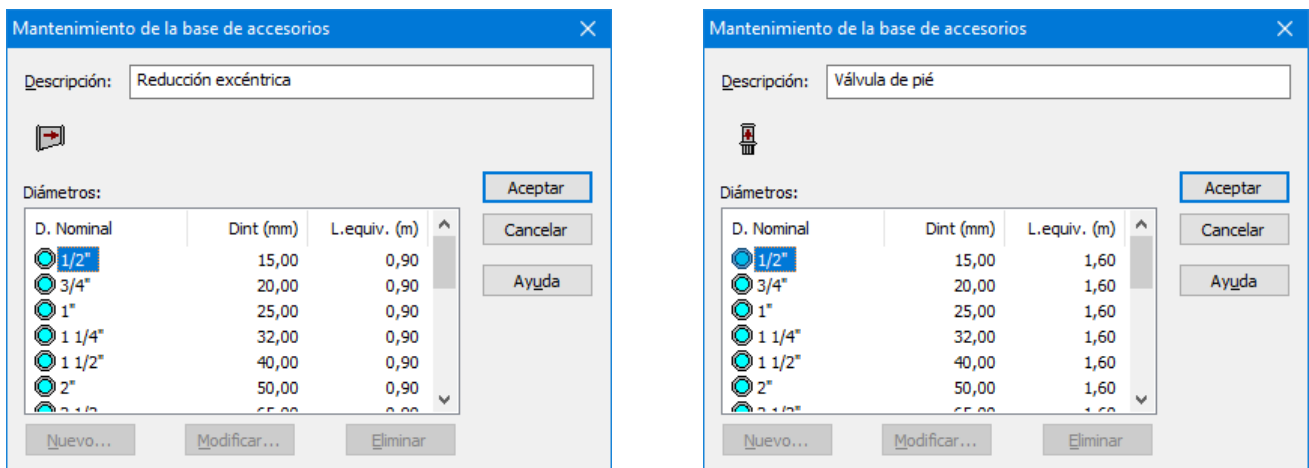 Mantenimiento de la base de accesorios
Descripción: Reducción excéntrica
Diámetros:
D. Nominal Dint (mm) L.equiv. (m)
1/2" 15,00 0,90
3/4" 20,00 0,90
1" 25,00 0,90
1 1/4" 32,00 0,90
1 1/2" 40,00 0,90
2" 50,00 0,90
Aceptar
Cancelar
Ayuda
Nuevo... Modificar... Eliminar
Mantenimiento de la base de accesorios
Descripción: Válvula de pié
Diámetros:
D. Nominal Dint (mm) L.equiv. (m)
1/2" 15,00 1,60
3/4" 20,00 1,60
1" 25,00 1,60
1 1/4" 32,00 1,60
1 1/2" 40,00 1,60
2" 50,00 1,60
Aceptar
Cancelar
Ayuda
Nuevo... Modificar... Eliminar